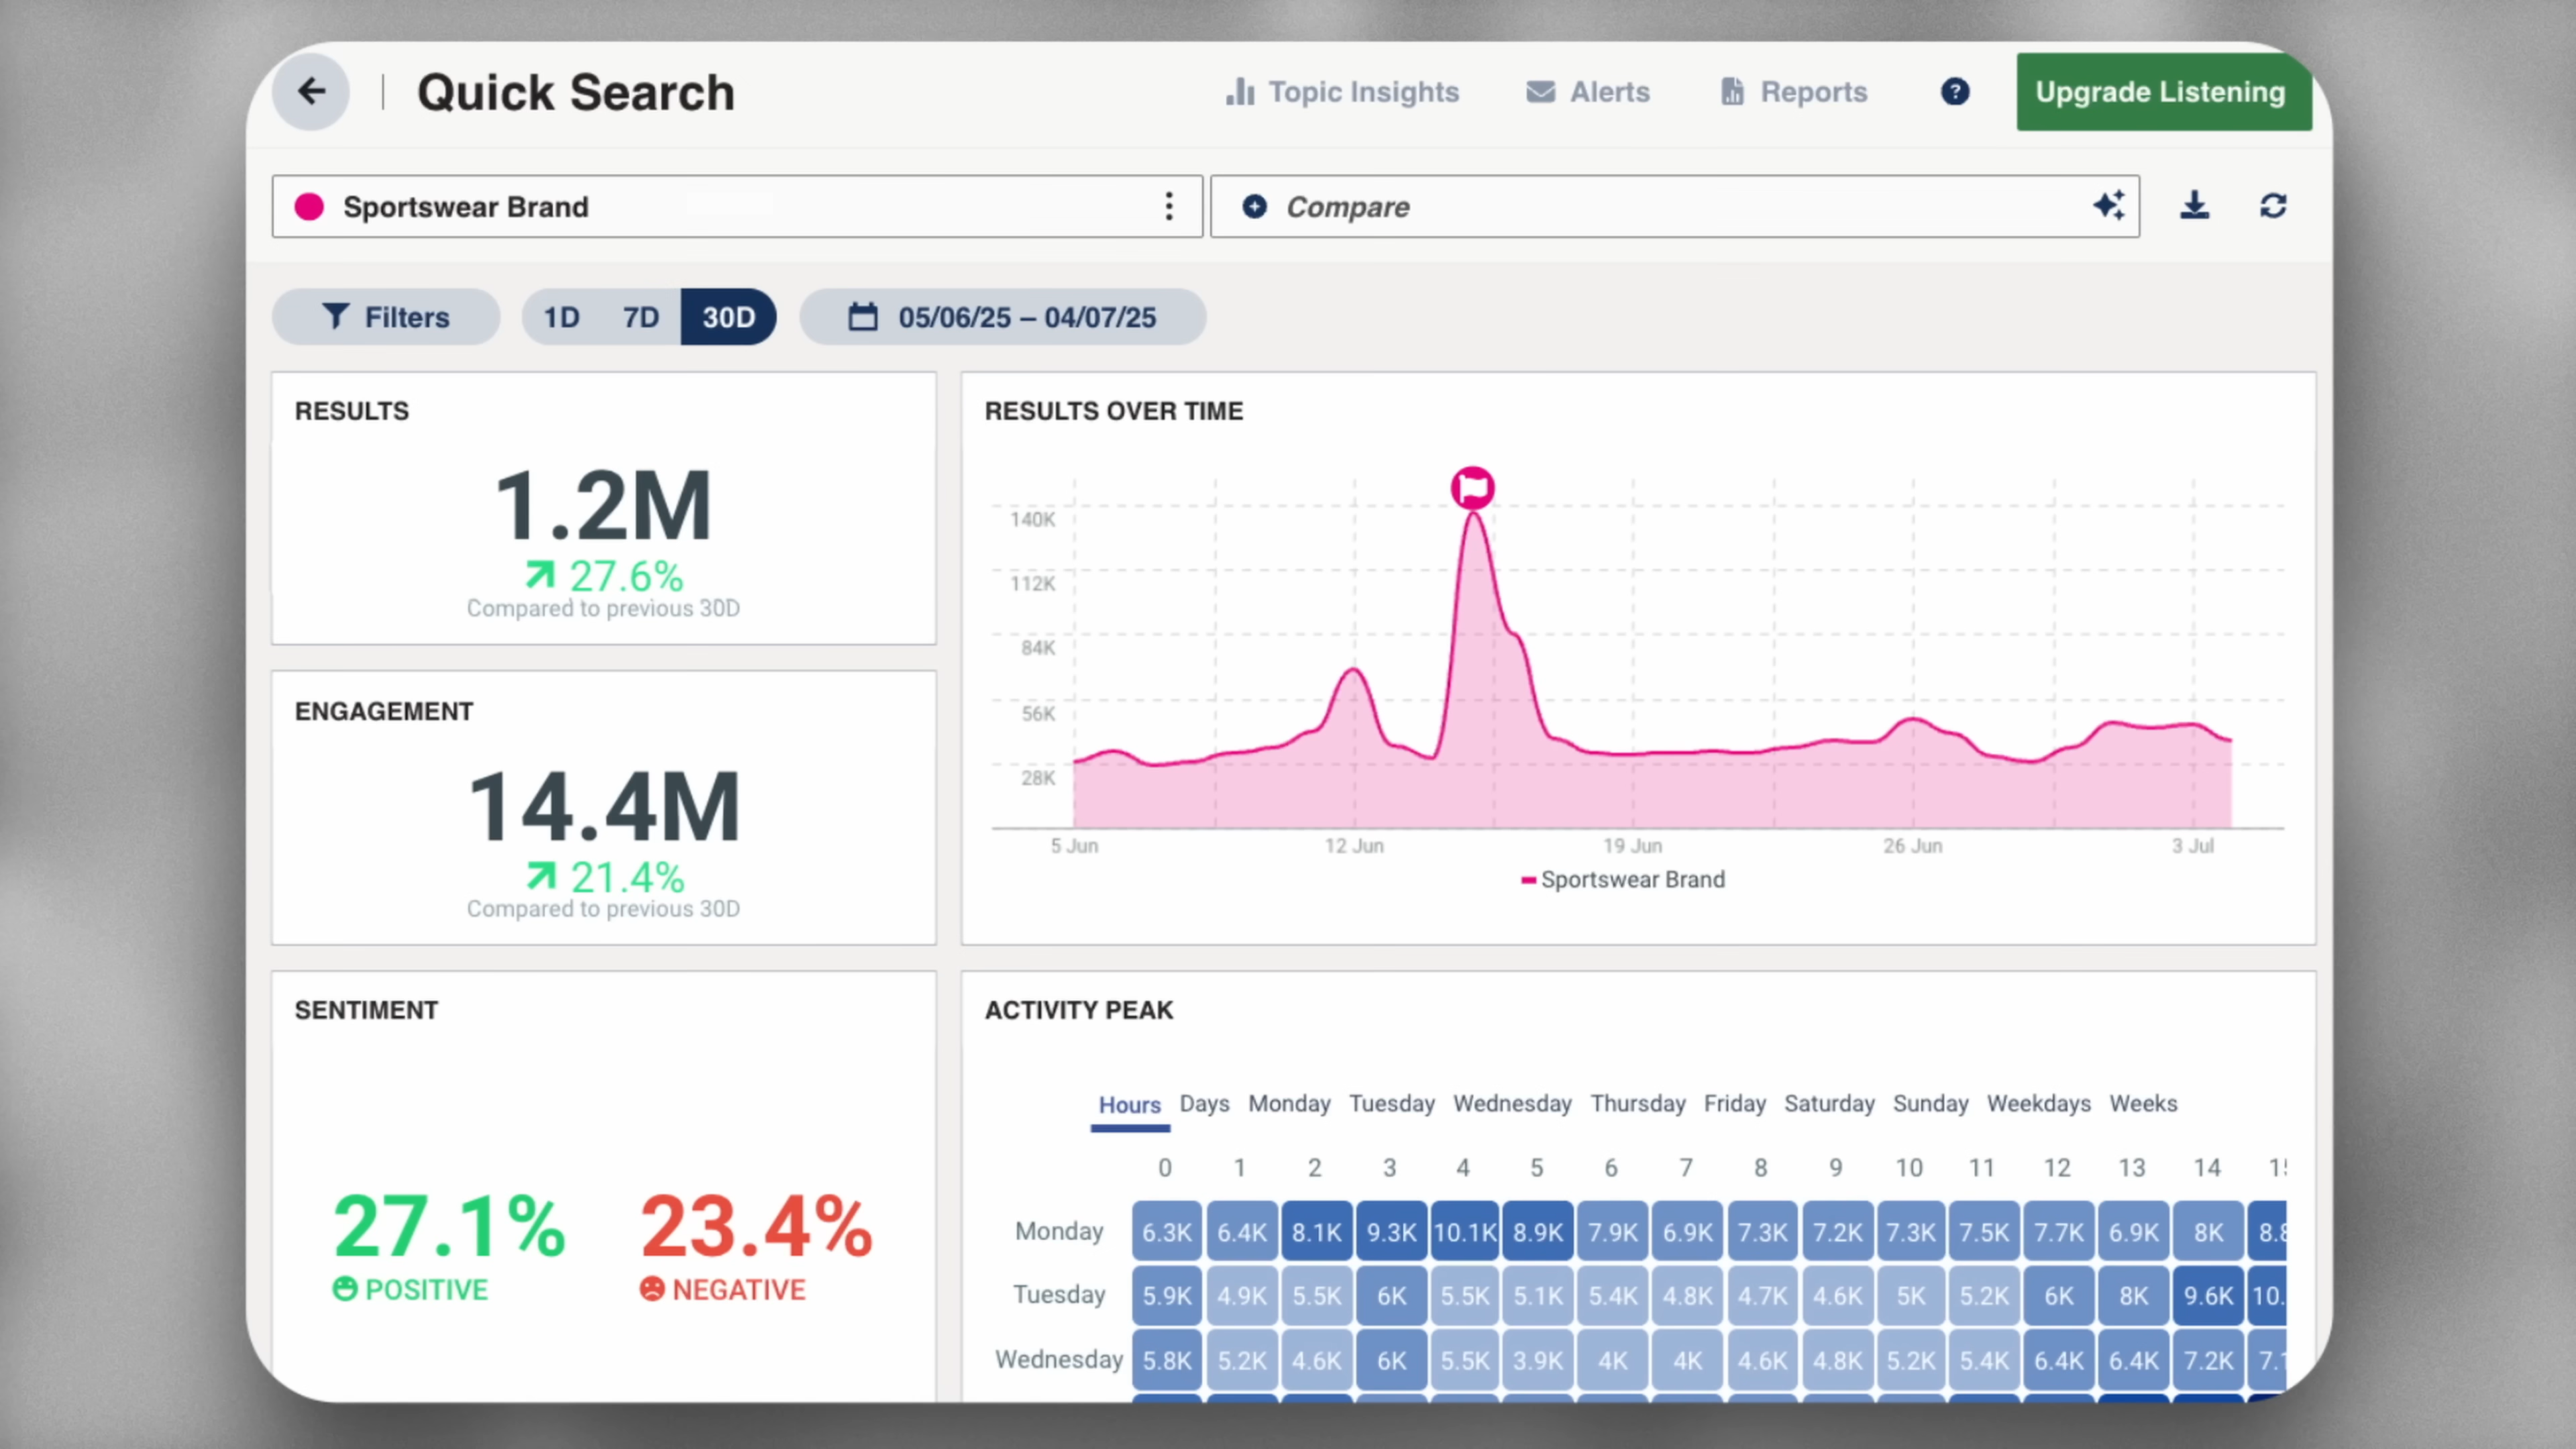 Quick Search
Topic Insights
Alerts
Reports
?
Upgrade Listening
Sportswear Brand
Compare
Filters
1D 7D 30D
05/06/25 – 04/07/25
RESULTS
1.2M
27.6%
Compared to previous 30D
ENGAGEMENT
14.4M
21.4%
Compared to previous 30D
RESULTS OVER TIME
140K
112K
84K
56K
28K
5 Jun 12 Jun 19 Jun 26 Jun 3 Jul
Sportswear Brand
SENTIMENT
27.1%
POSITIVE
23.4%
NEGATIVE
ACTIVITY PEAK
Hours Days Monday Tuesday Wednesday Thursday Friday Saturday Sunday Weekdays Weeks
0 1 2 3 4 5 6 7 8 9 10 11 12 13 14
Monday 6.3K 6.4K 8.1K 9.3K 10.1K 8.9K 7.9K 6.9K 7.3K 7.2K 7.3K 7.5K 7.7K 6.9K 8K 8.8
Tuesday 5.9K 4.9K 5.5K 6K 5.5K 5.1K 5.4K 4.8K 4.7K 4.6K 5K 5.2K 6K 8K 9.6K 10.
Wednesday 5.8K 5.2K 4.6K 6K 5.5K 3.9K 4K 4K 4.6K 4.8K 5.2K 5.4K 6.4K 6.4K 7.2K 7.1